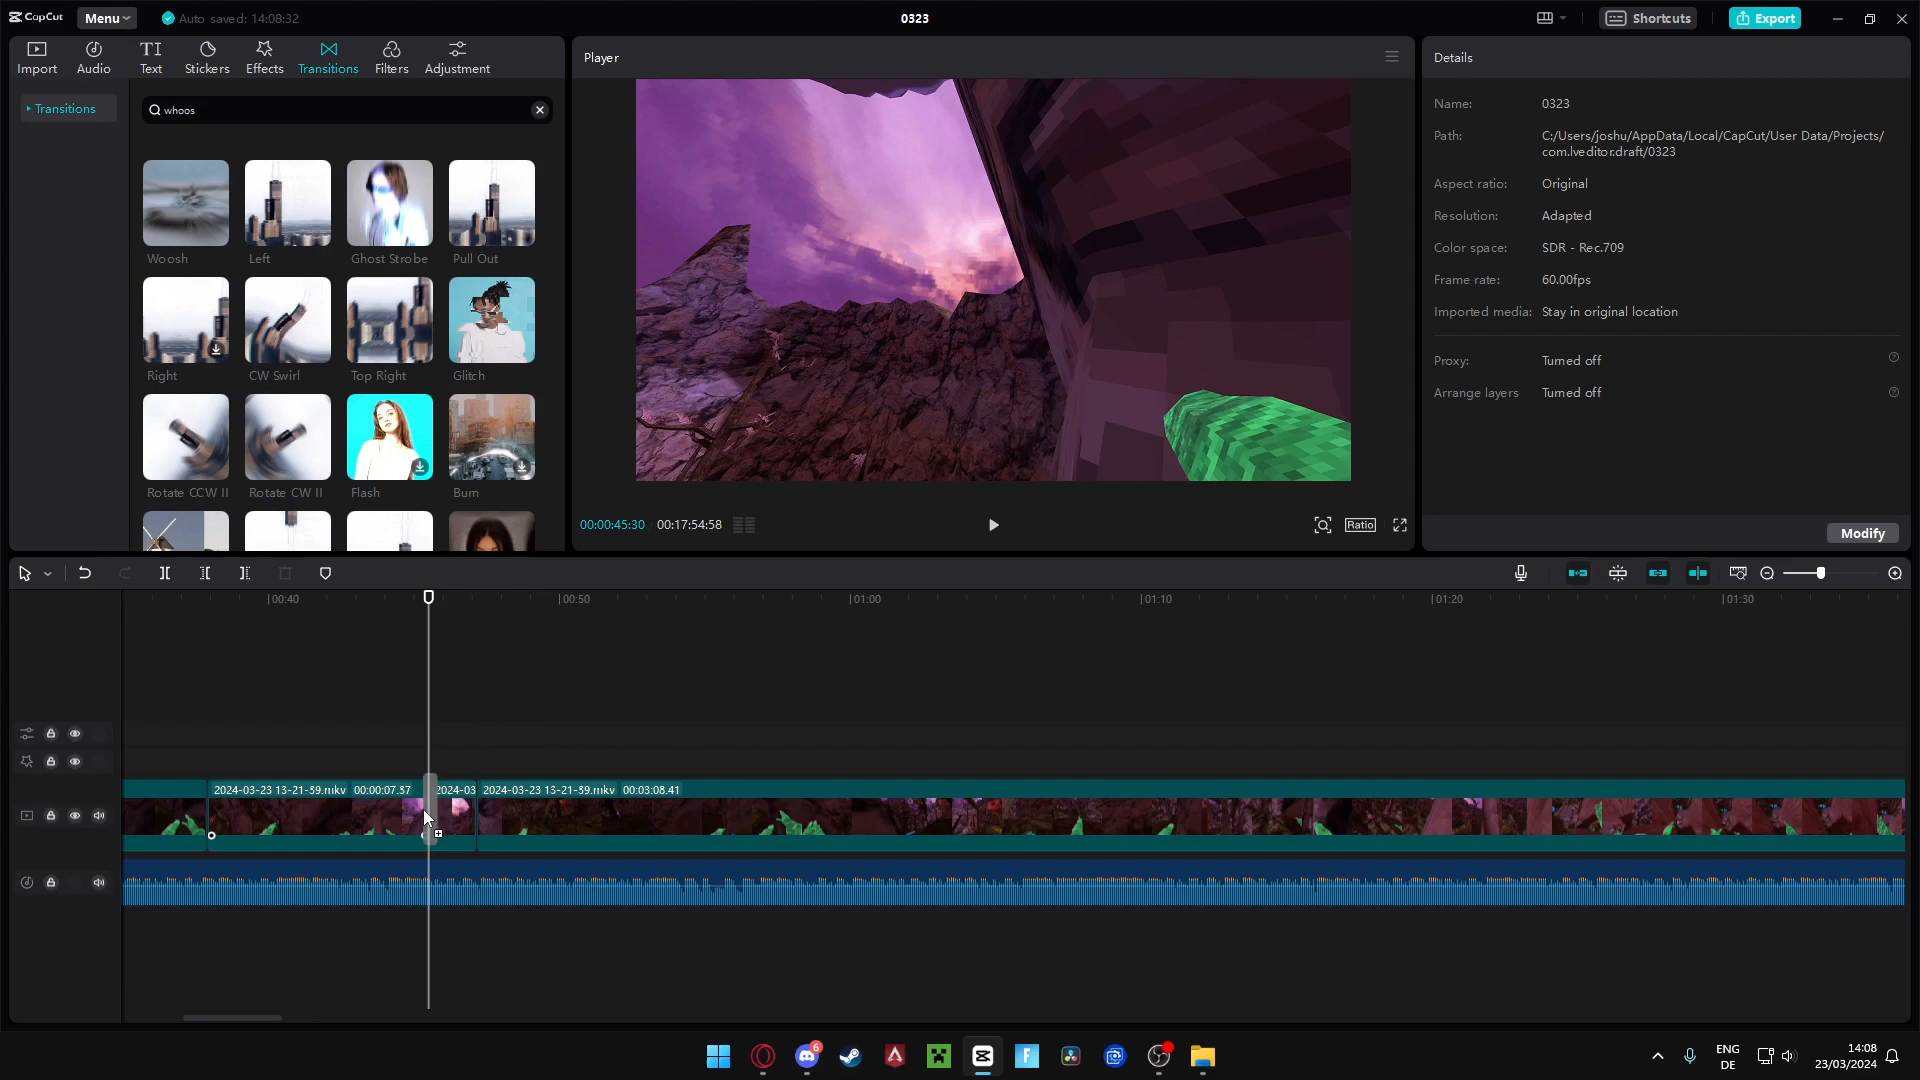 CapCut
Menu
Auto saved: 14:08:32
0323
Shortcuts
Export
Import
Audio
TI
Text
Stickers
Effects
Transitions
Filters
Adjustment
Transitions
whoos
Woosh
Left
Ghost Strobe
Pull Out
Right
CW Swirl
Top Right
Glitch
Rotate CCW II
Rotate CW II
Flash
Burn
Player
00:00:45:30
00:17:54:58
Ratio
Details
Name: 0323
Path: C:/Users/joshu/AppData/Local/CapCut/User Data/Projects/
com.lveditor.draft/0323
Aspect ratio: Original
Resolution: Adapted
Color space: SDR - Rec.709
Frame rate: 60.00fps
Imported media: Stay in original location
Proxy: Turned off
Arrange layers Turned off
Modify
00:40
00:50
01:00
01:10
01:20
01:30
2024-03-23 13-21-39.mkv 00:00:07:37
2024-03
2024-03-23 13-21-39.mkv 00:03:08:41
6
F
ENG
DE
14:08
23/03/2024